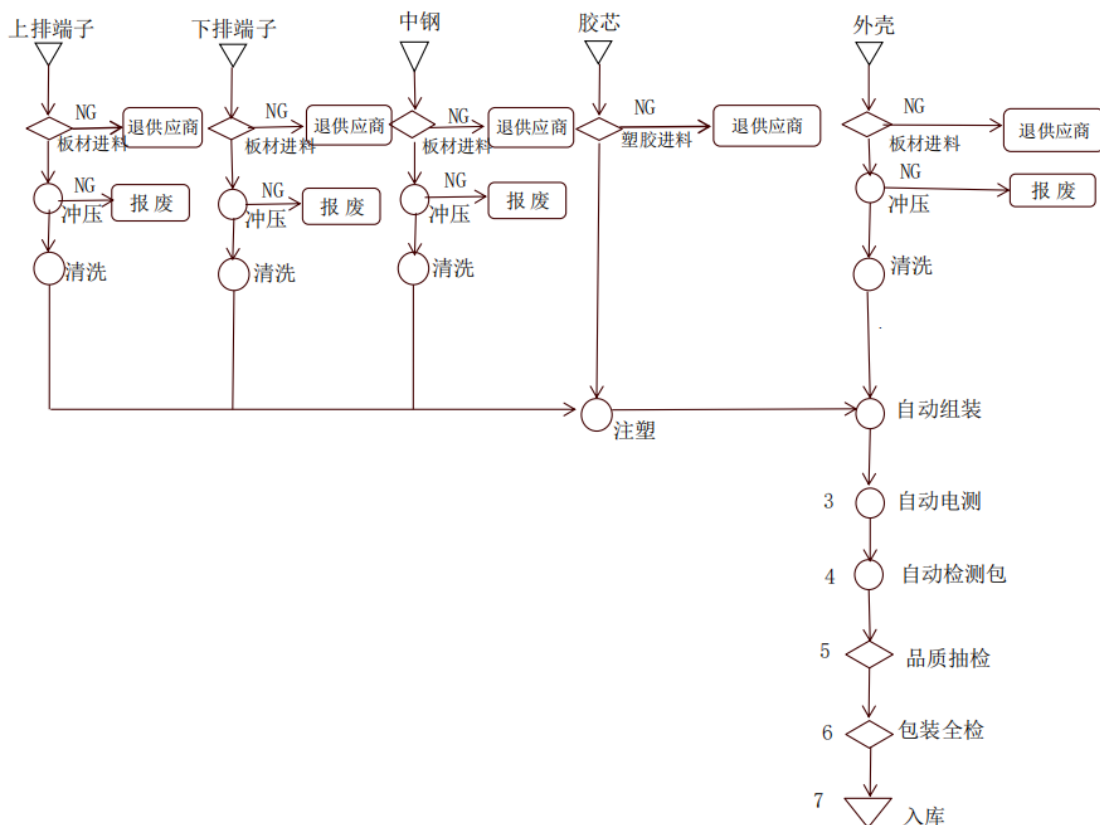 上排端子
下排端子
中钢
胶芯
外壳
NG
NG
NG
NG
NG
退供应商
退供应商
退供应商
退供应商
退供应商
板材进料
板材进料
板材进料
塑胶进料
板材进料
NG
NG
NG
NG
报 废
报 废
报 废
报 废
冲压
冲压
冲压
冲压
清洗
清洗
清洗
清洗
注塑
自动组装
3 自动电测
4 自动检测包
5 品质抽检
6 包装全检
7 入库